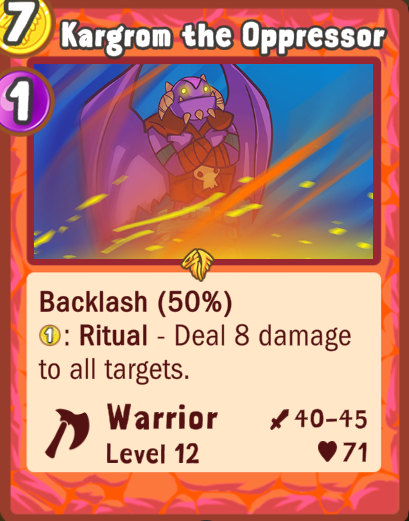 7
Kargrom the Oppressor
1
Backlash (50%)
1: Ritual - Deal 8 damage
to all targets.
Warrior 40–45
Level 12 71